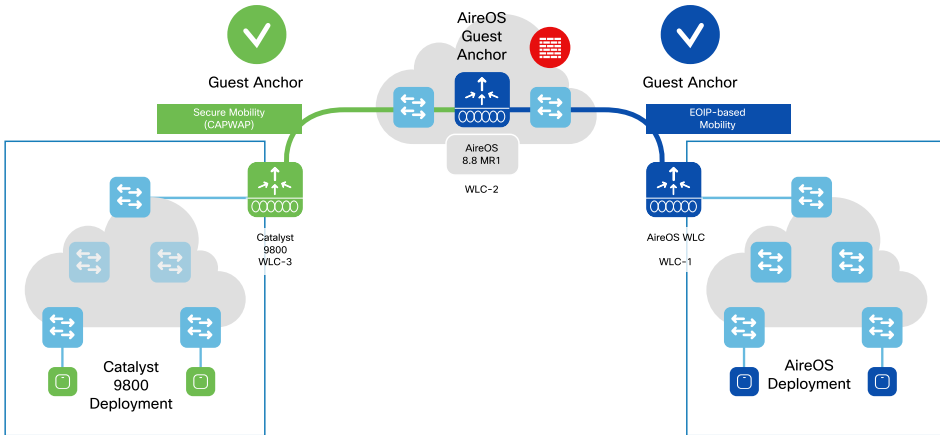 AireOS
Guest
Anchor
Guest Anchor
Guest Anchor
Secure Mobility
(CAPWAP)
EOIP-based
Mobility
AireOS
8.8 MR1
WLC-2
Catalyst
9800
WLC-3
AireOS WLC
WLC-1
Catalyst
9800
Deployment
AireOS
Deployment